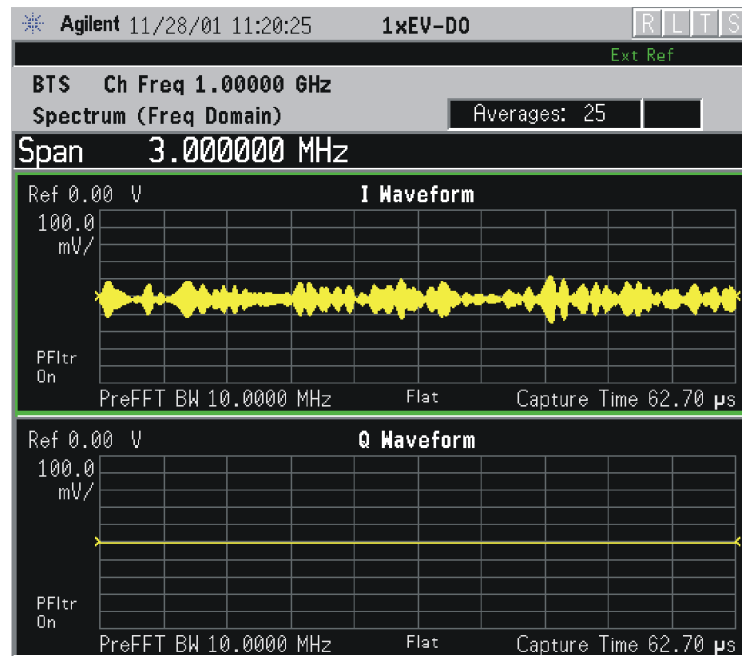 Agilent 11/28/01 11:20:25 1xEV-DO R L T S
Ext Ref
BTS Ch Freq 1.00000 GHz
Spectrum (Freq Domain) Averages: 25
Span 3.000000 MHz
Ref 0.00 V I Waveform
100.0
mV/
PFltr
On
PreFFT BW 10.0000 MHz Flat Capture Time 62.70 µs
Ref 0.00 V Q Waveform
100.0
mV/
PFltr
On
PreFFT BW 10.0000 MHz Flat Capture Time 62.70 µs